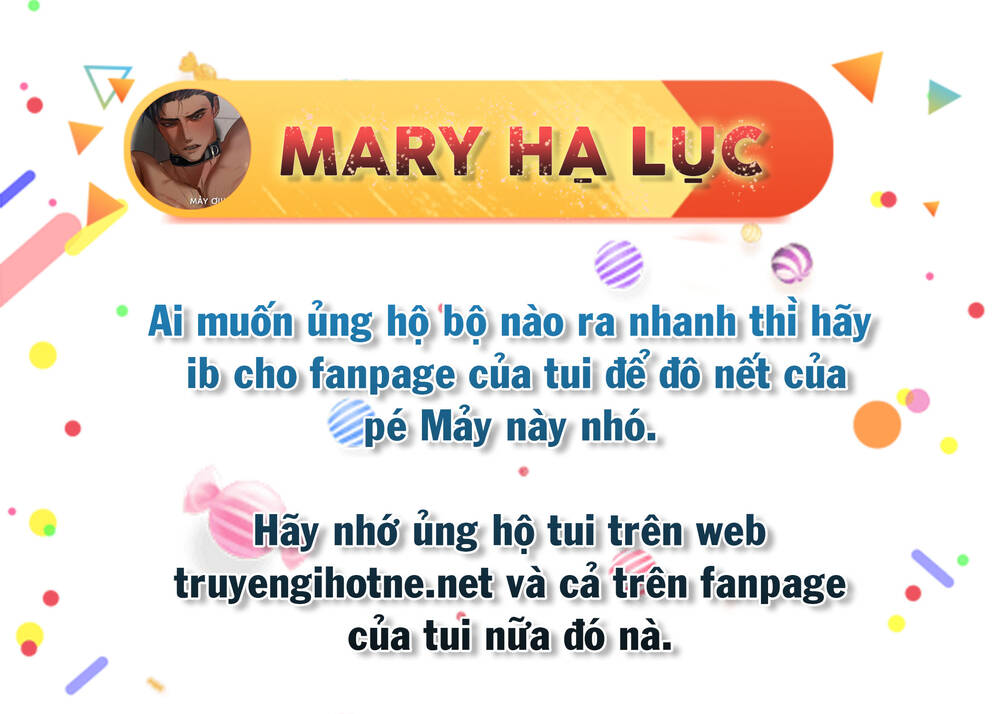 MARY HẠ LỤC
MÂY ƠI
Ai muốn ủng hộ bộ nào ra nhanh thì hãy
ib cho fanpage của tui để đô nết của
pé Mảy này nhó.
Hãy nhớ ủng hộ tui trên web
truyengihotne.net và cả trên fanpage
của tui nữa đó nà.